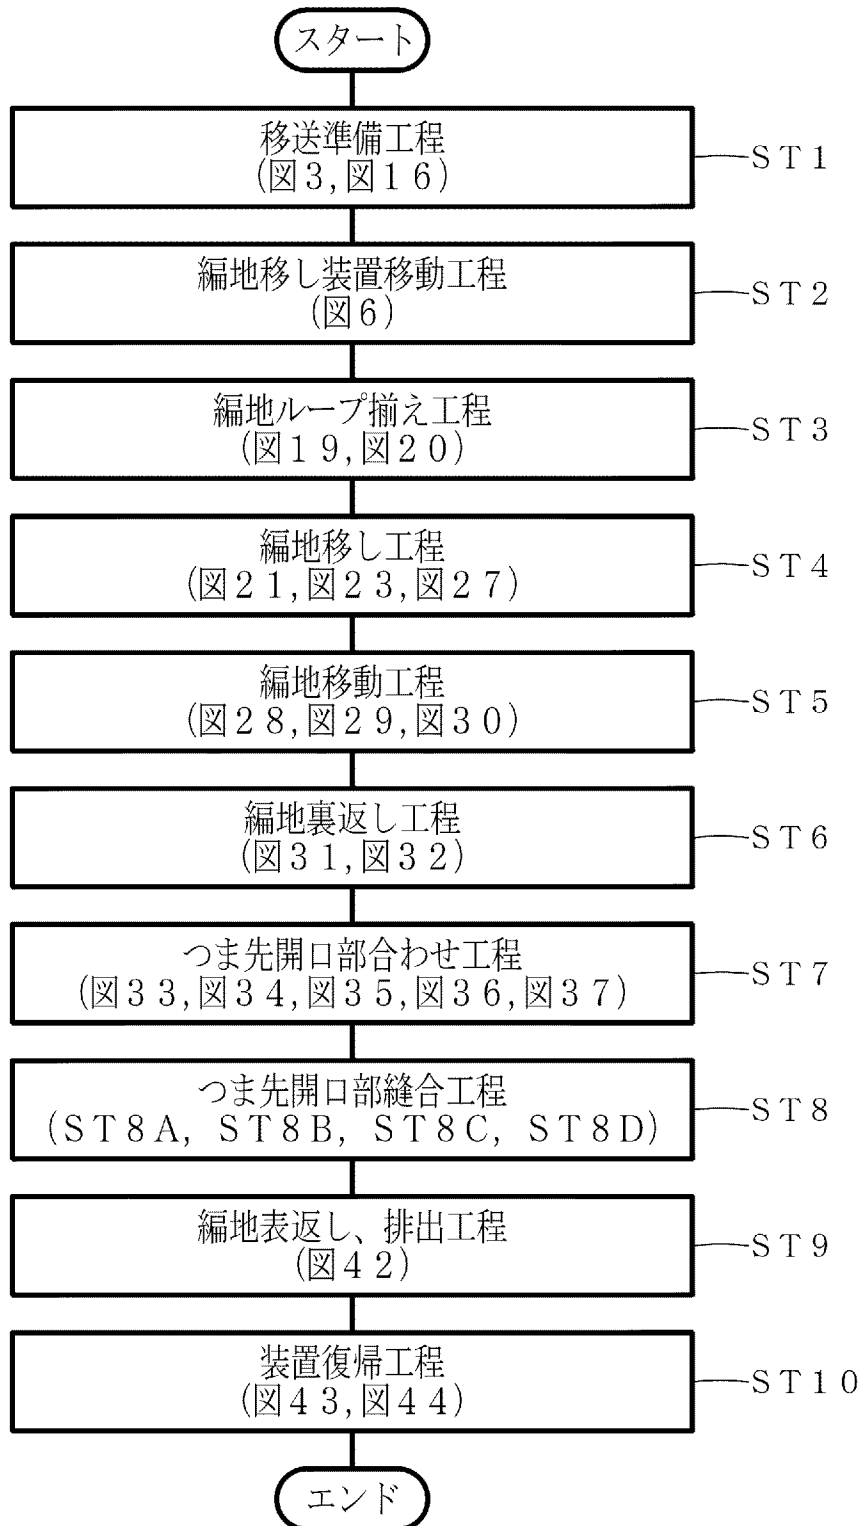 スタート
移送準備工程
(図3,図16)
ST1
編地移し装置移動工程
(図6)
ST2
編地ループ揃え工程
(図19,図20)
ST3
編地移し工程
(図21,図23,図27)
ST4
編地移動工程
(図28,図29,図30)
ST5
編地裏返し工程
(図31,図32)
ST6
つま先開口部合わせ工程
(図33,図34,図35,図36,図37)
ST7
つま先開口部縫合工程
(ST8A, ST8B, ST8C, ST8D)
ST8
編地表返し、排出工程
(図42)
ST9
装置復帰工程
(図43,図44)
ST10
エンド